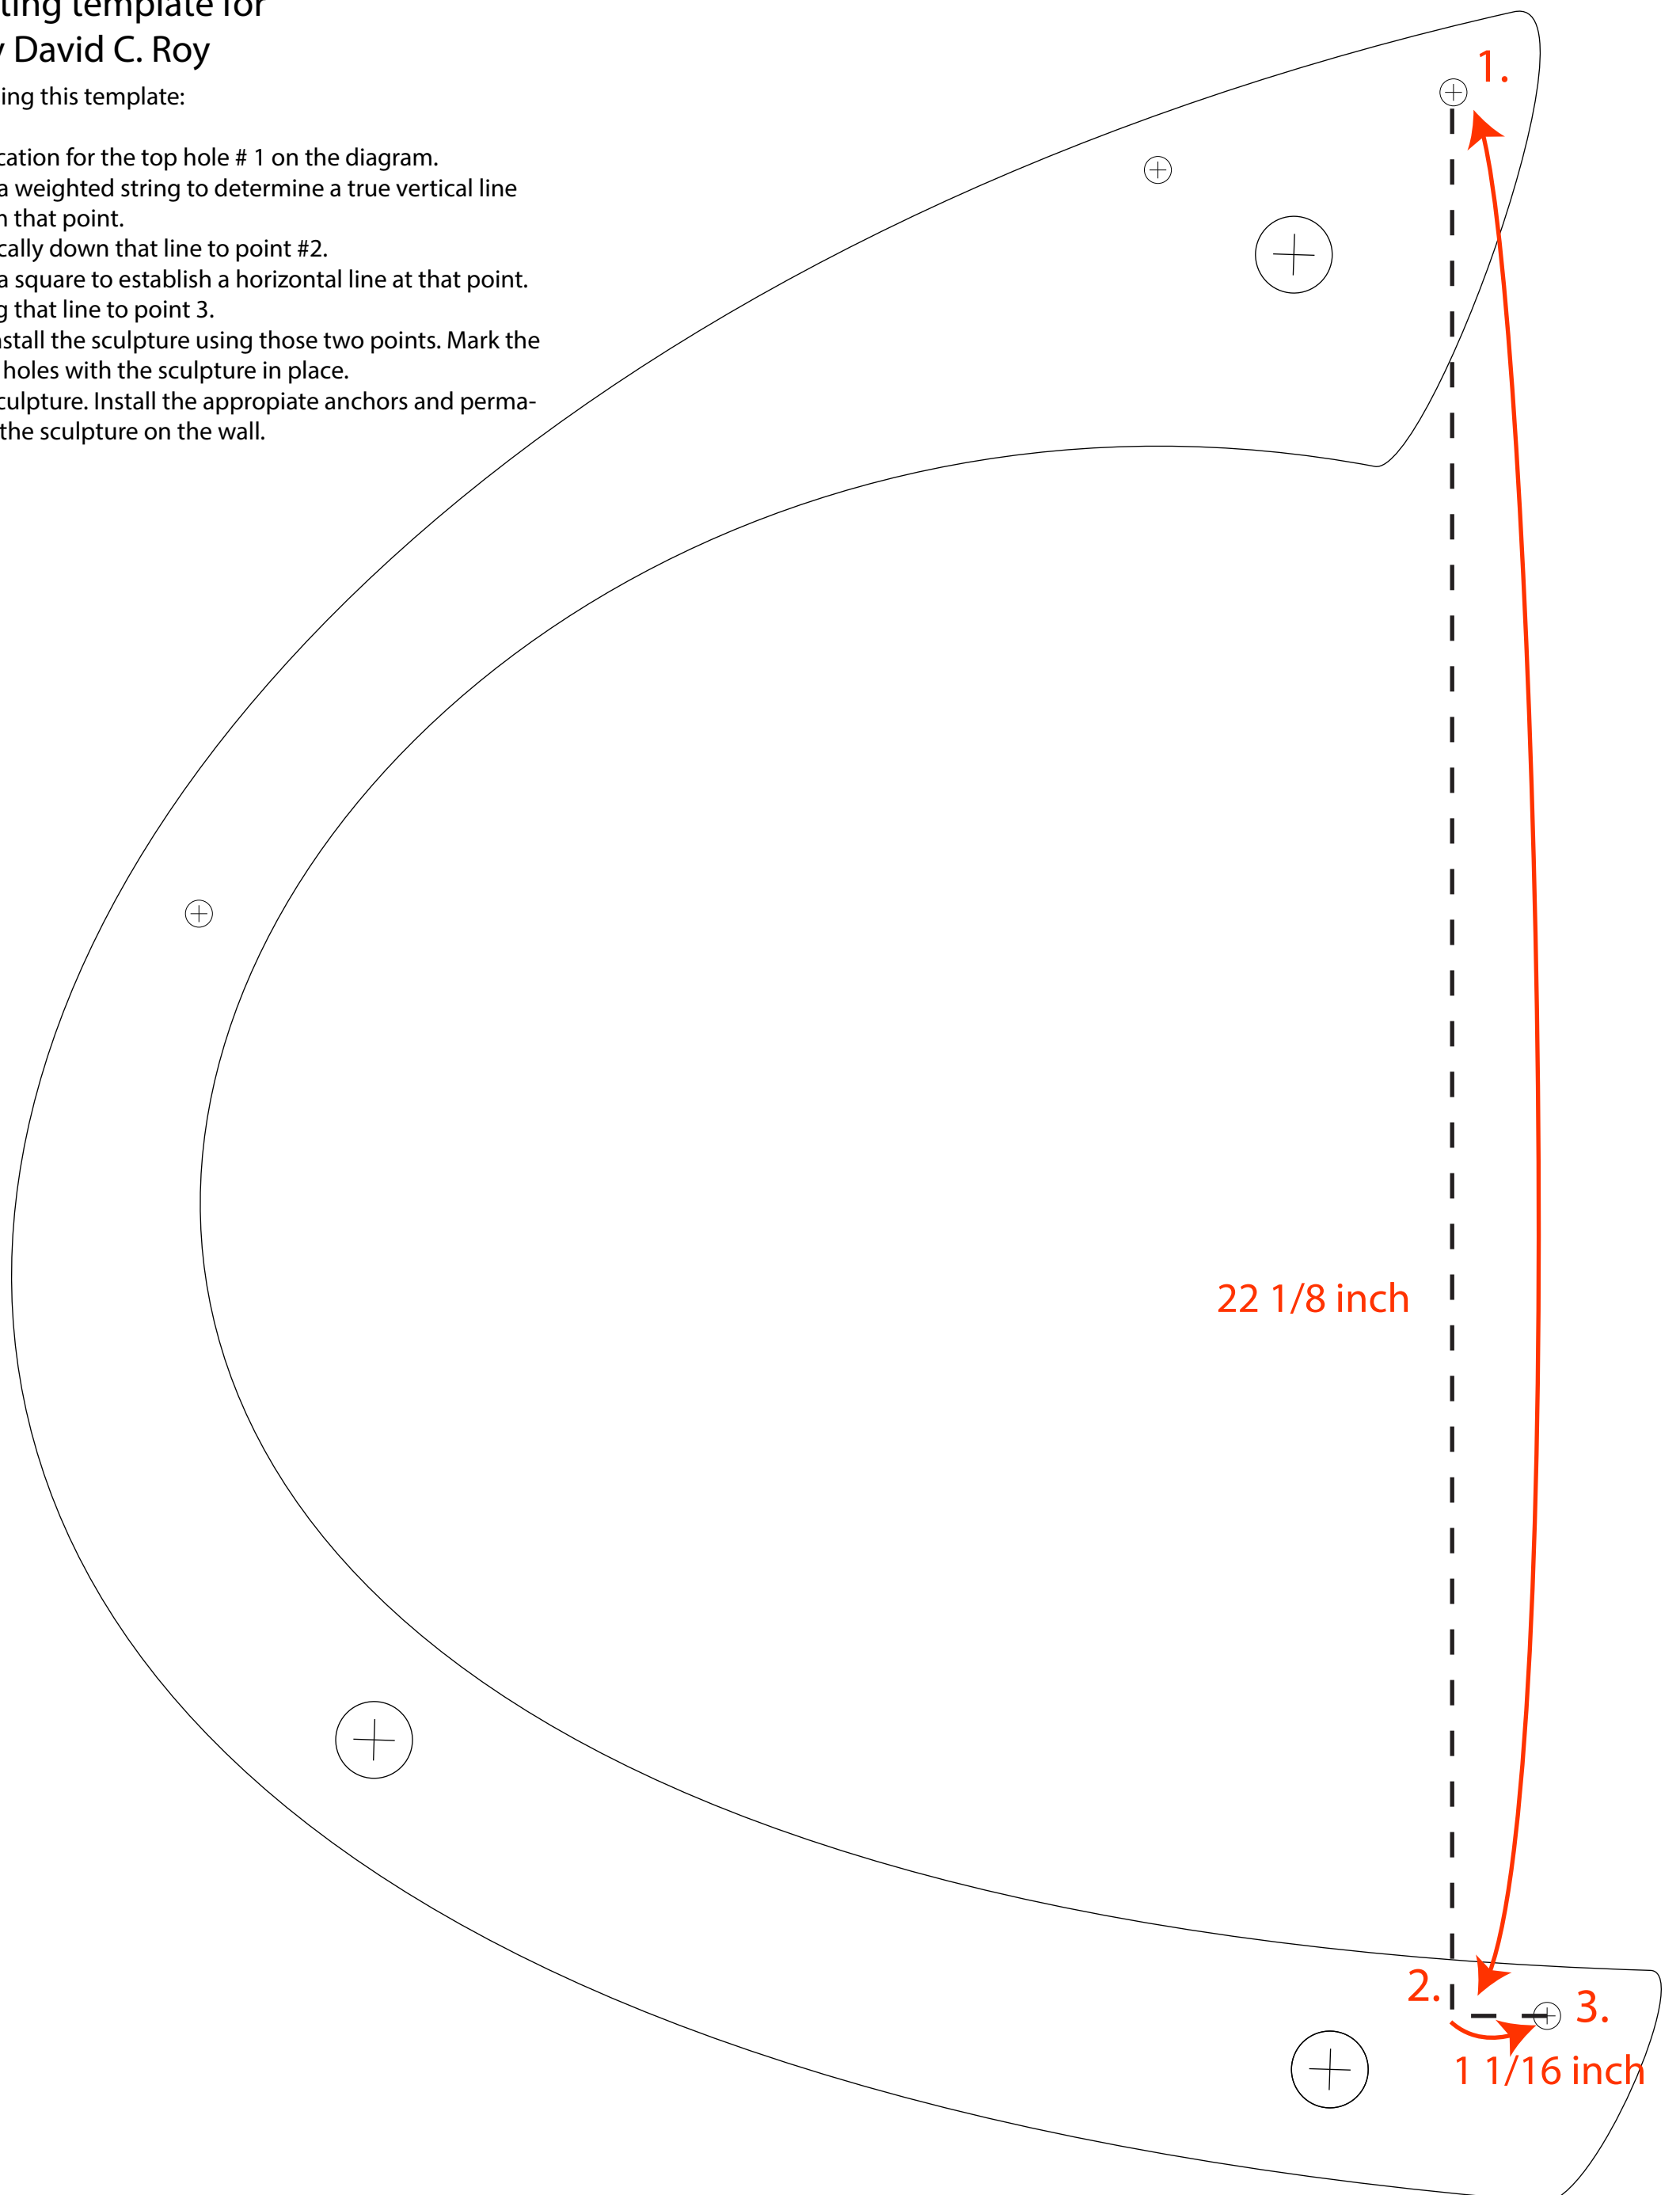 ting template for
y David C. Roy
ing this template:
cation for the top hole # 1 on the diagram.
a weighted string to determine a true vertical line
n that point.
cally down that line to point #2.
a square to establish a horizontal line at that point.
g that line to point 3.
nstall the sculpture using those two points. Mark the
holes with the sculpture in place.
culpture. Install the appropiate anchors and perma-
the sculpture on the wall.
1.
22 1/8 inch
2.
3.
1 1/16 inch